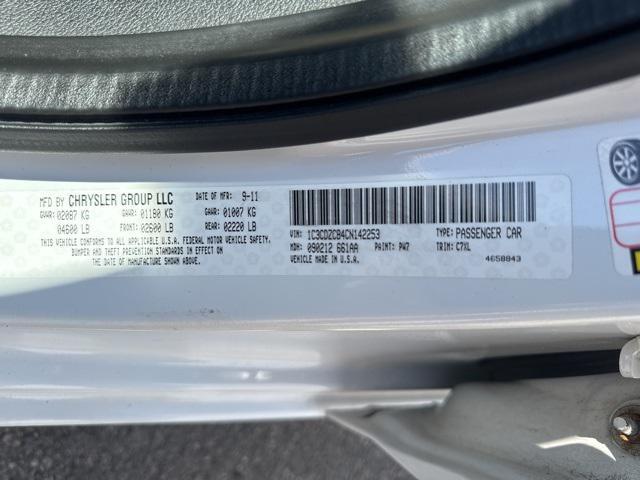 MFD BY CHRYSLER GROUP LLC DATE OF MFR 9-11
GVWR: 02087 KG GAWR: 01180 KG GAWR: 01007 KG
04600 LB FRONT: 02600 LB REAR: 02220 LB
THIS VEHICLE CONFORMS TO ALL APPLICABLE U.S.A. FEDERAL MOTOR VEHICLE SAFETY,
BUMPER AND THEFT PREVENTION STANDARDS IN EFFECT ON
THE DATE OF MANUFACTURE SHOWN ABOVE.
VIN: 1C3CDZCB4CN142253 TYPE: PASSENGER CAR
MDH: 090212 661AA PAINT: PW7 TRIM: C7XL
VEHICLE MADE IN U.S.A. 4658843